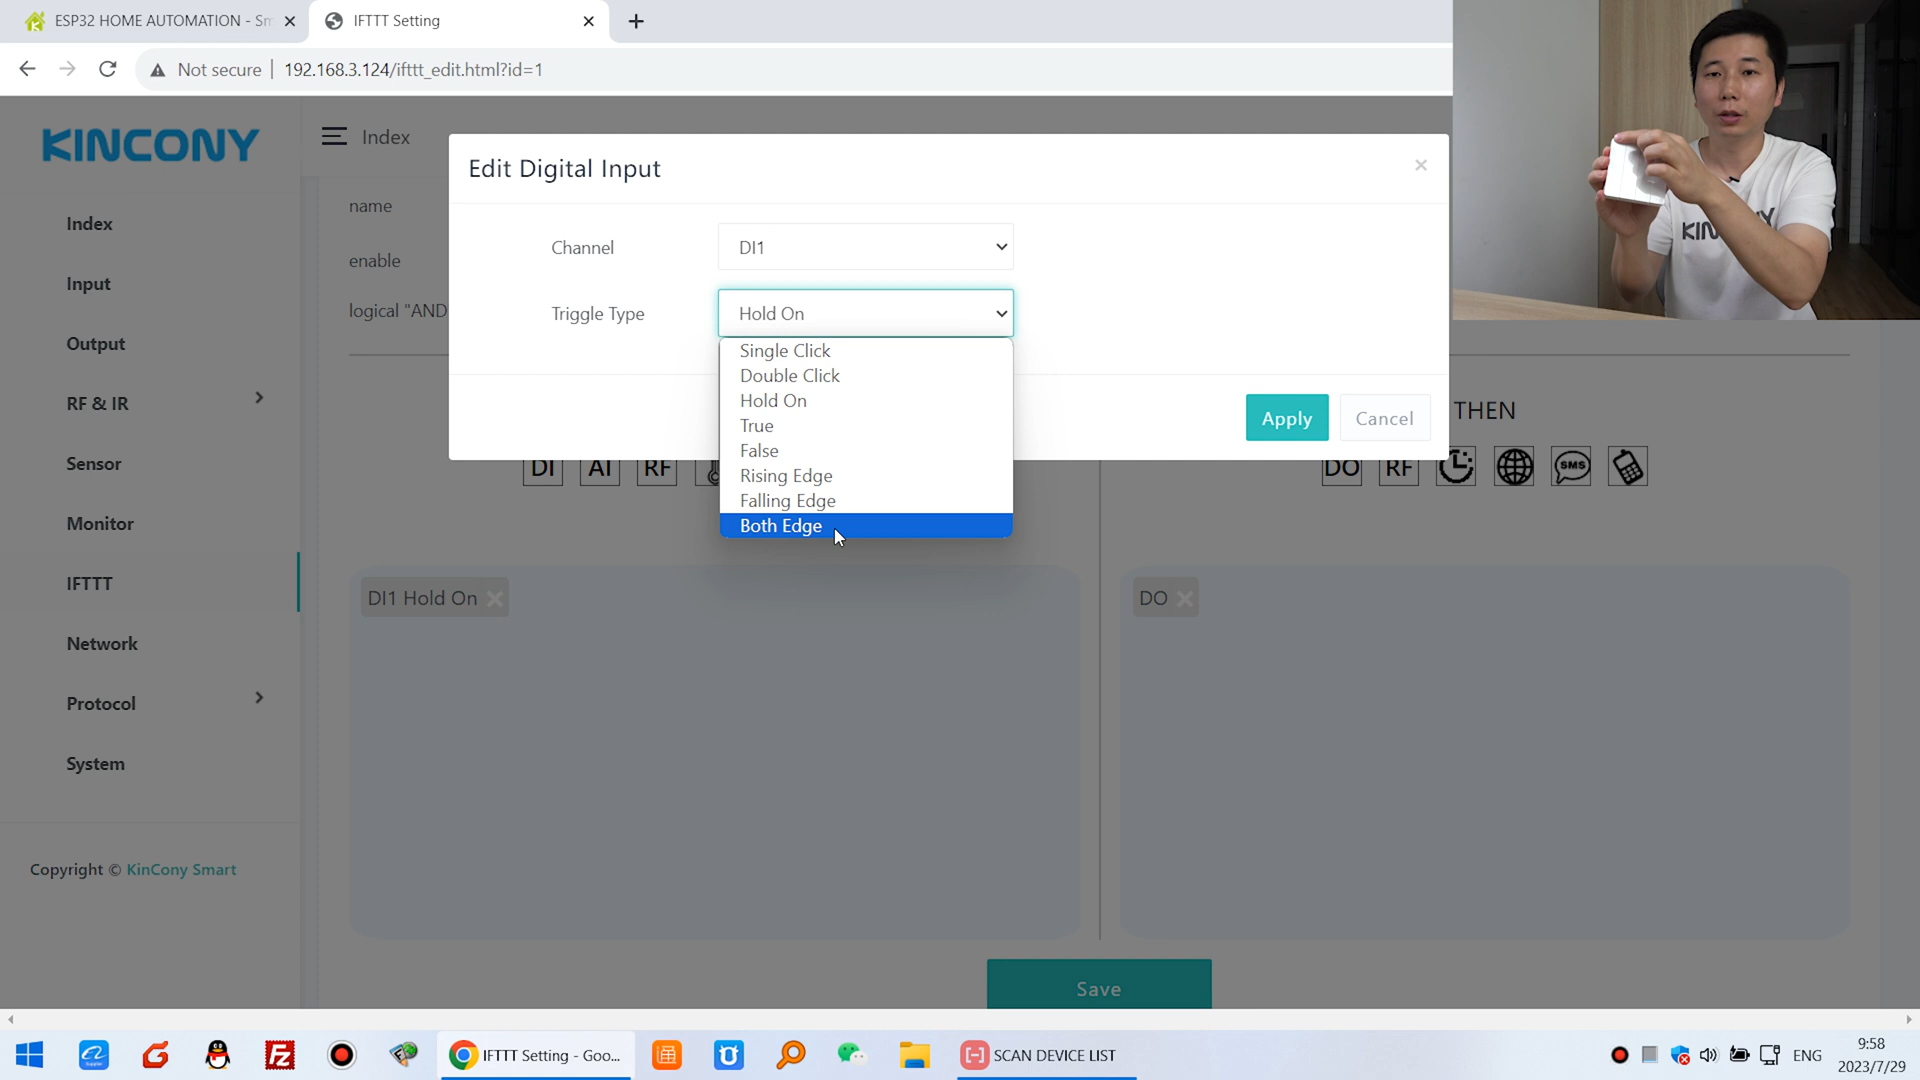 ESP32 HOME AUTOMATION - Sm
IFTTT Setting
Not secure
192.168.3.124/ifttt_edit.html?id=1
KINCONY
Index
Input
Output
RF & IR
Sensor
Monitor
IFTTT
Network
Protocol
System
Copyright © KinCony Smart
Index
name
enable
logical "AND"
Edit Digital Input
×
Channel
DI1
Triggle Type
Hold On
Single Click
Double Click
Hold On
True
False
Rising Edge
Falling Edge
Both Edge
Apply
Cancel
THEN
DI
AI
RF
DO
RF
SMS
DI1 Hold On
DO
Save
KIN Y
IFTTT Setting - Goo...
SCAN DEVICE LIST
ENG
9:58
2023/7/29